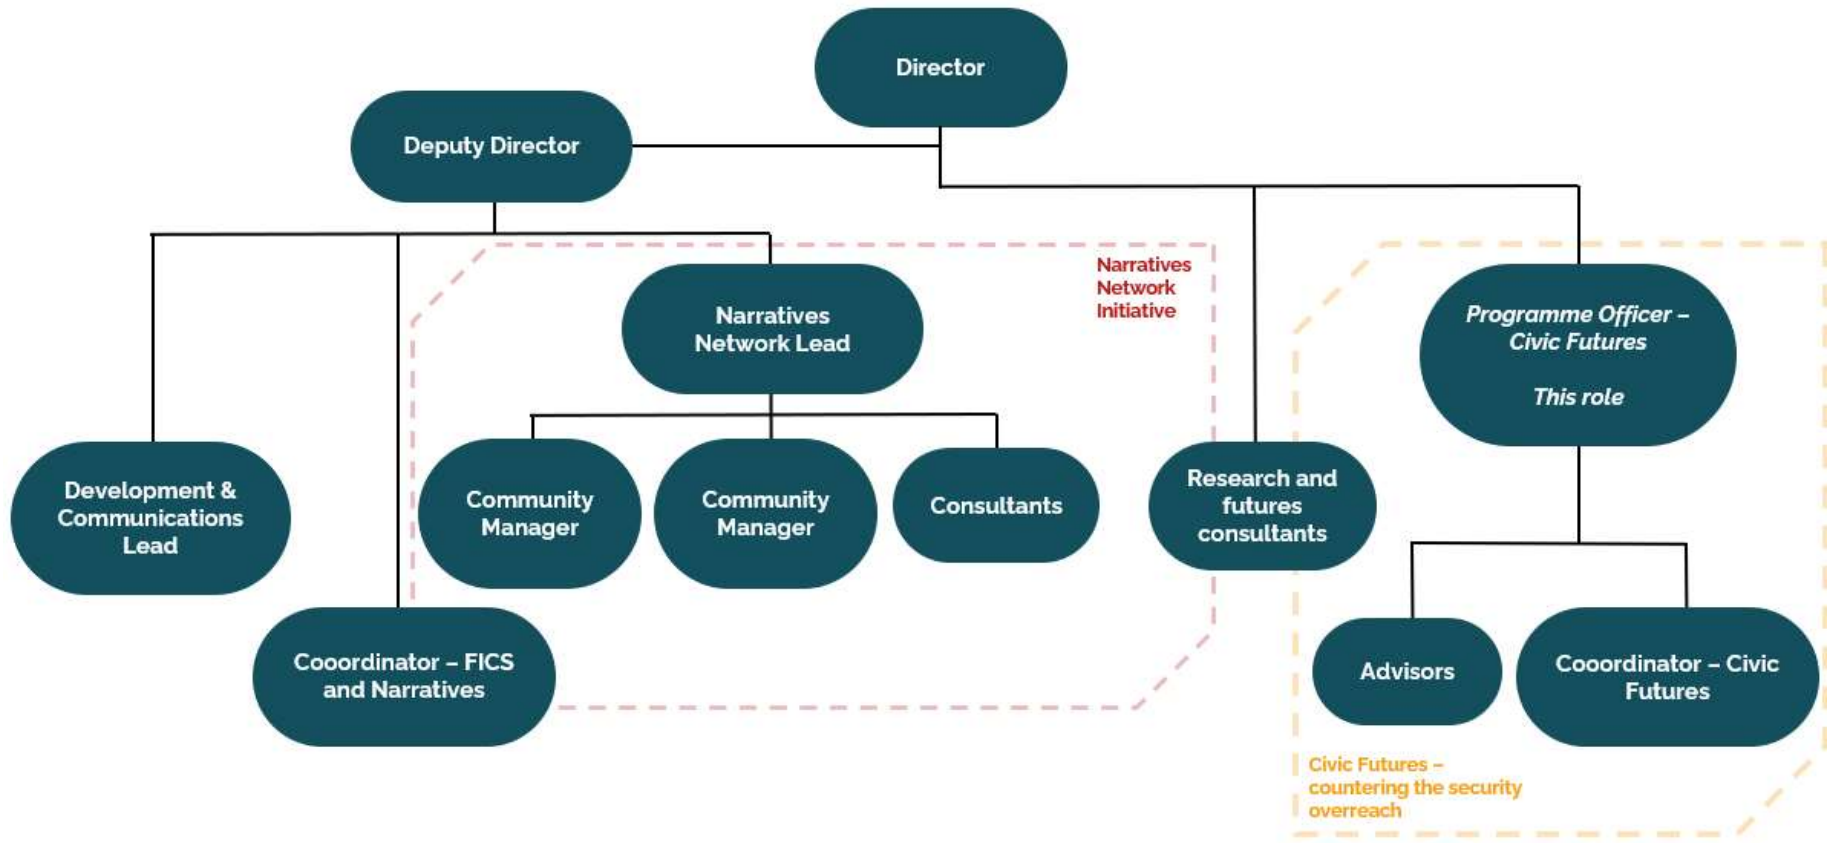 Director
Deputy Director
Narratives
Network
Initiative
Narratives
Network Lead
Programme Officer –
Civic Futures
This role
Development &
Communications
Lead
Community
Manager
Community
Manager
Consultants
Research and
futures
consultants
Cooordinator – FICS
and Narratives
Advisors
Cooordinator – Civic
Futures
Civic Futures –
countering the security
overreach